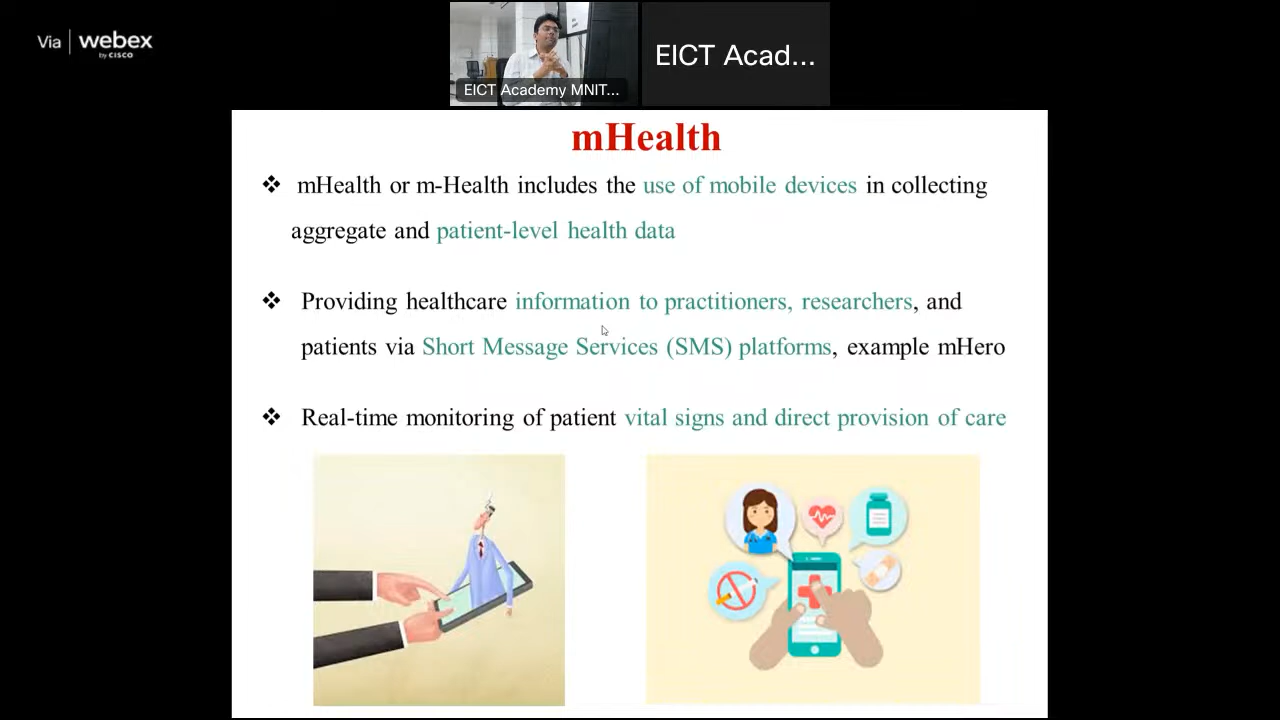 Via | webex
by CISCO
EICT Academy MNIT...
EICT Acad...
mHealth
❖ mHealth or m-Health includes the use of mobile devices in collecting
aggregate and patient-level health data
❖ Providing healthcare information to practitioners, researchers, and
patients via Short Message Services (SMS) platforms, example mHero
❖ Real-time monitoring of patient vital signs and direct provision of care